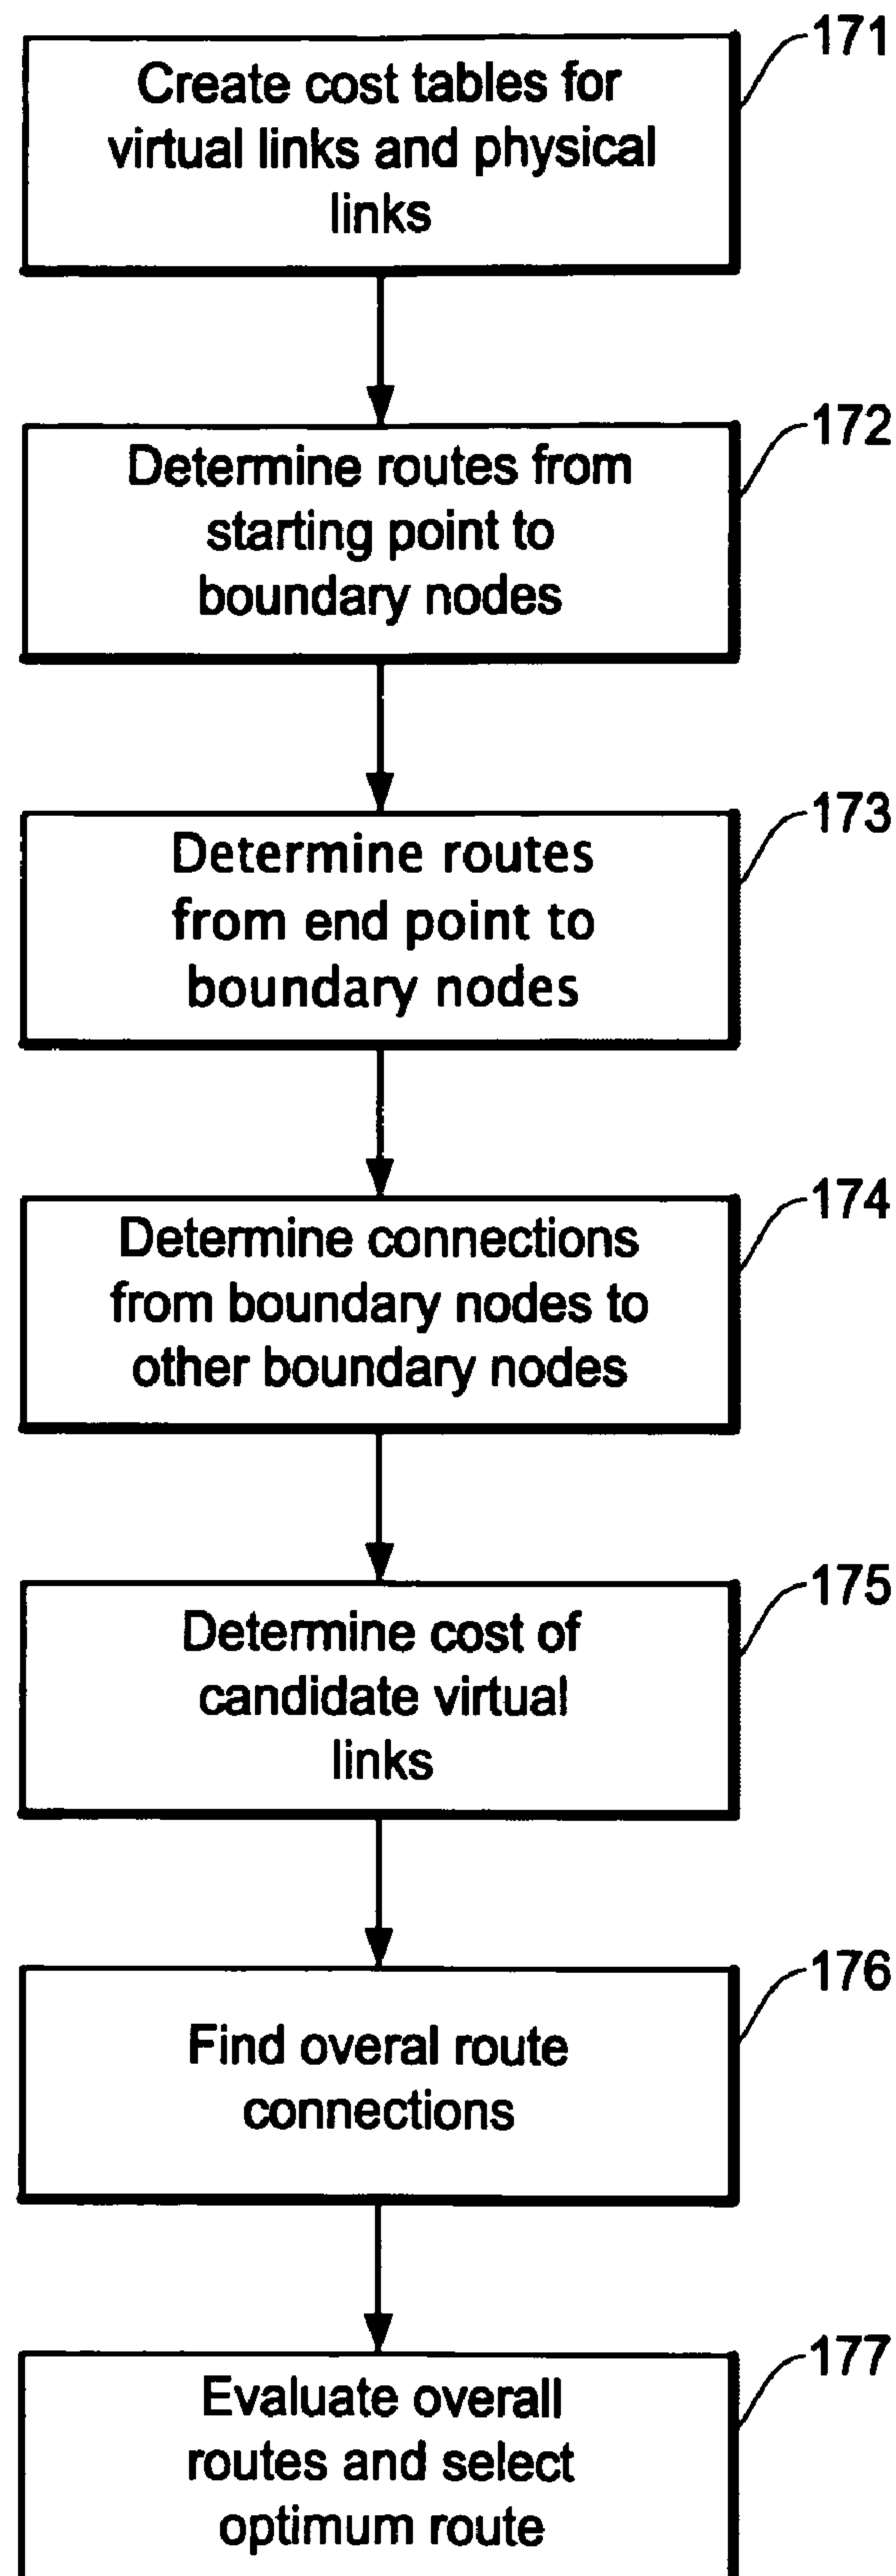 171
Create cost tables for
virtual links and physical
links
172
Determine routes from
starting point to
boundary nodes
173
Determine routes
from end point to
boundary nodes
174
Determine connections
from boundary nodes to
other boundary nodes
175
Determine cost of
candidate virtual
links
176
Find overal route
connections
177
Evaluate overall
routes and select
optimum route